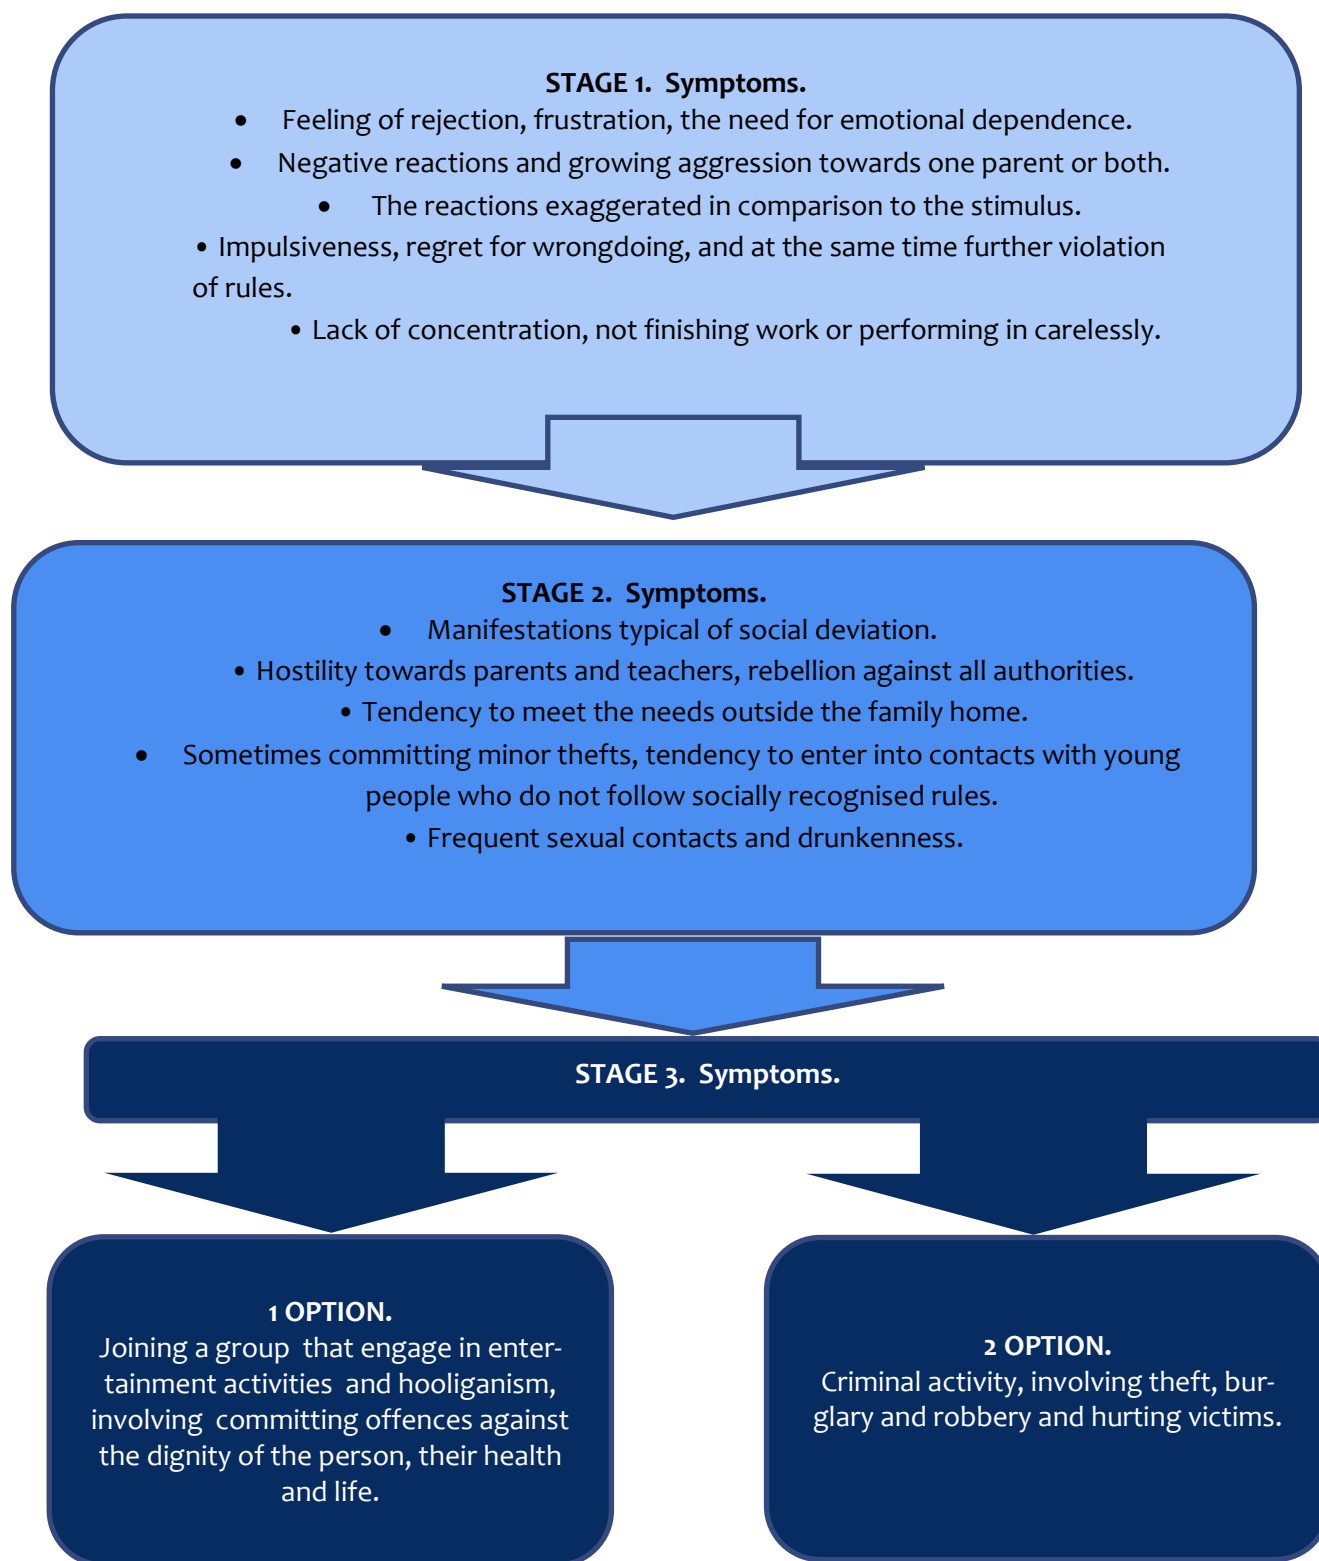 STAGE 1.  Symptoms.
• Feeling of rejection, frustration, the need for emotional dependence.
• Negative reactions and growing aggression towards one parent or both.
• The reactions exaggerated in comparison to the stimulus.
• Impulsiveness, regret for wrongdoing, and at the same time further violation
of rules.
• Lack of concentration, not finishing work or performing in carelessly.
STAGE 2.  Symptoms.
• Manifestations typical of social deviation.
• Hostility towards parents and teachers, rebellion against all authorities.
• Tendency to meet the needs outside the family home.
• Sometimes committing minor thefts, tendency to enter into contacts with young
people who do not follow socially recognised rules.
• Frequent sexual contacts and drunkenness.
STAGE 3.  Symptoms.
1 OPTION.
Joining a group  that engage in enter-
tainment activities  and hooliganism,
involving  committing offences against
the dignity of the person, their health
and life.
2 OPTION.
Criminal activity, involving theft, bur-
glary and robbery and hurting victims.